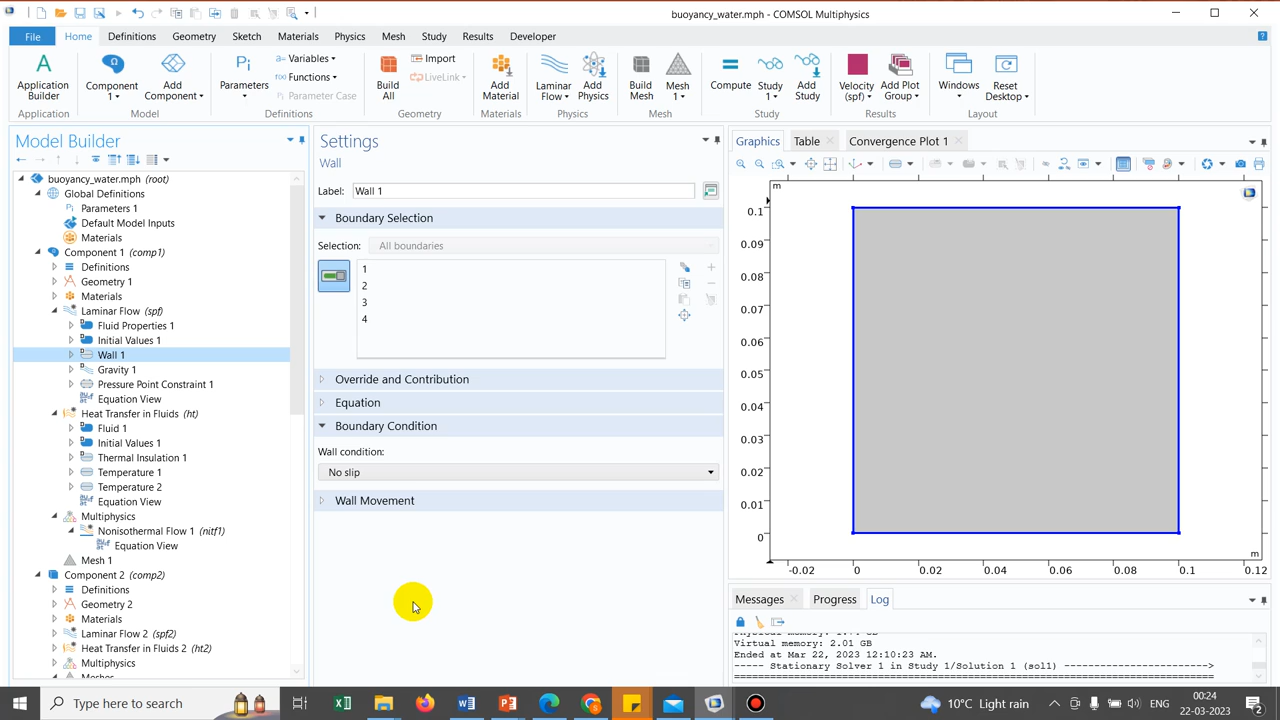 buoyancy_water.mph - COMSOL Multiphysics
File Home Definitions Geometry Sketch Materials Physics Mesh Study Results Developer
Application Builder
Component 1
Add Component
Parameters
a= Variables
f(x) Functions
Pi Parameter Case
Build All
Import
LiveLink
Add Material
Laminar Flow
Add Physics
Build Mesh
Mesh 1
Compute
Study 1
Add Study
Velocity (spf)
Add Plot Group
Windows
Reset Desktop
Application Model Definitions Geometry Materials Physics Mesh Study Results Layout
Model Builder
buoyancy_water.mph (root)
Global Definitions
Parameters 1
Default Model Inputs
Materials
Component 1 (comp1)
Definitions
Geometry 1
Materials
Laminar Flow (spf)
Fluid Properties 1
Initial Values 1
Wall 1
Gravity 1
Pressure Point Constraint 1
Equation View
Heat Transfer in Fluids (ht)
Fluid 1
Initial Values 1
Thermal Insulation 1
Temperature 1
Temperature 2
Equation View
Multiphysics
Nonisothermal Flow 1 (nitf1)
Equation View
Mesh 1
Component 2 (comp2)
Definitions
Geometry 2
Materials
Laminar Flow 2 (spf2)
Heat Transfer in Fluids 2 (ht2)
Multiphysics
Meshes
Settings
Wall
Label: Wall 1
Boundary Selection
Selection: All boundaries
1
2
3
4
Override and Contribution
Equation
Boundary Condition
Wall condition:
No slip
Wall Movement
Graphics Table Convergence Plot 1
m
0.1
0.09
0.08
0.07
0.06
0.05
0.04
0.03
0.02
0.01
0
m
-0.02 0 0.02 0.04 0.06 0.08 0.1 0.12
Messages Progress Log
Virtual memory: 2.01 GB
Ended at Mar 22, 2023 12:10:23 AM.
----- Stationary Solver 1 in Study 1/Solution 1 (sol1) ------------------------->
Type here to search
10°C Light rain
ENG
00:24
22-03-2023
2